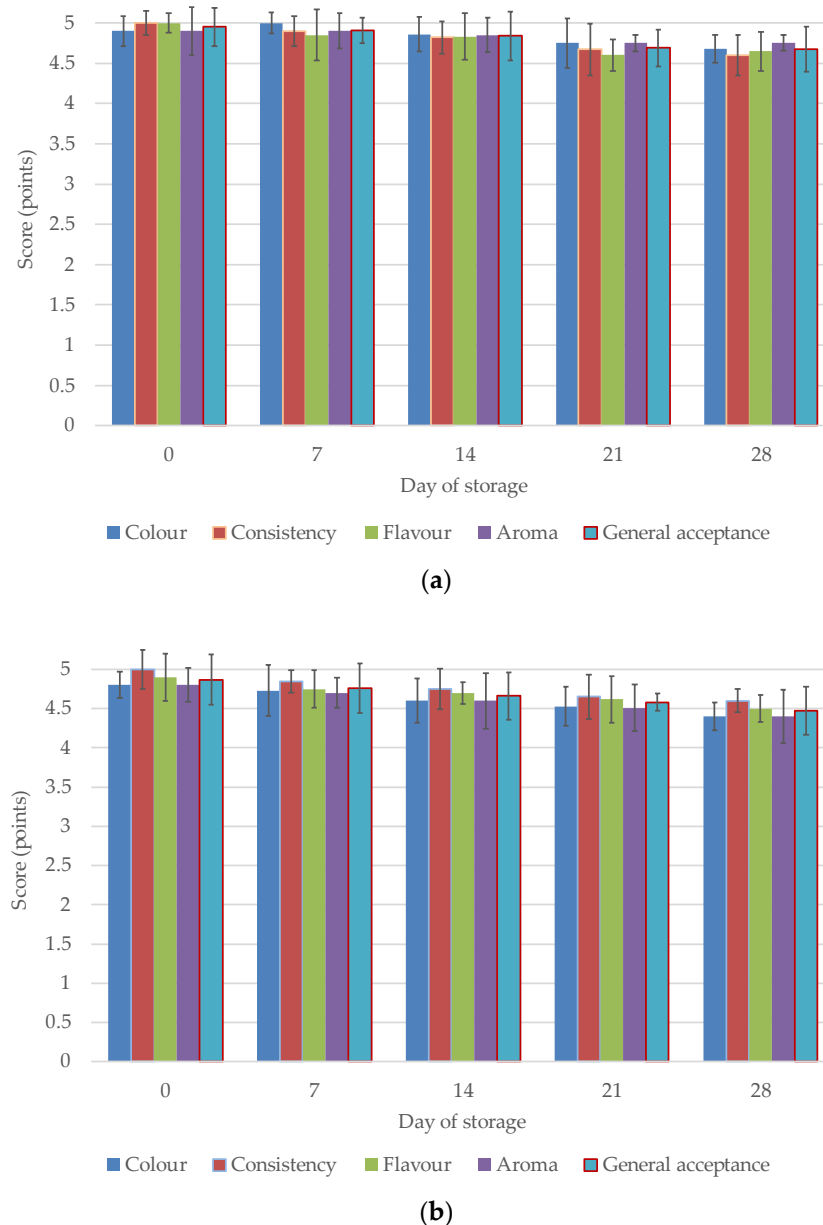 5
4.5
4
3.5
3
2.5
2
1.5
1
0.5
0
Score (points)
0 7 14 21 28
Day of storage
Colour Consistency Flavour Aroma General acceptance
(a)
5
4.5
4
3.5
3
2.5
2
1.5
1
0.5
0
Score (points)
0 7 14 21 28
Day of storage
Colour Consistency Flavour Aroma General acceptance
(b)